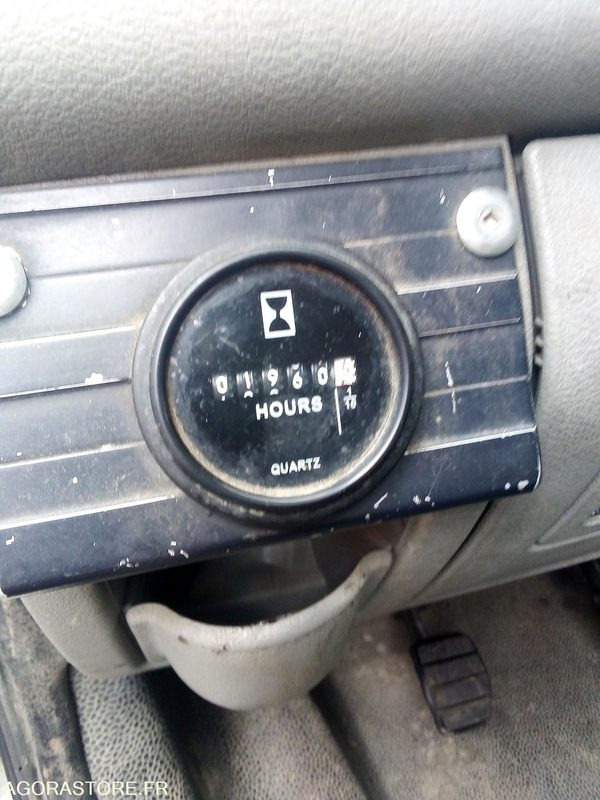 01960
HOURS
1/10
QUARTZ
AGORASTORE.FR